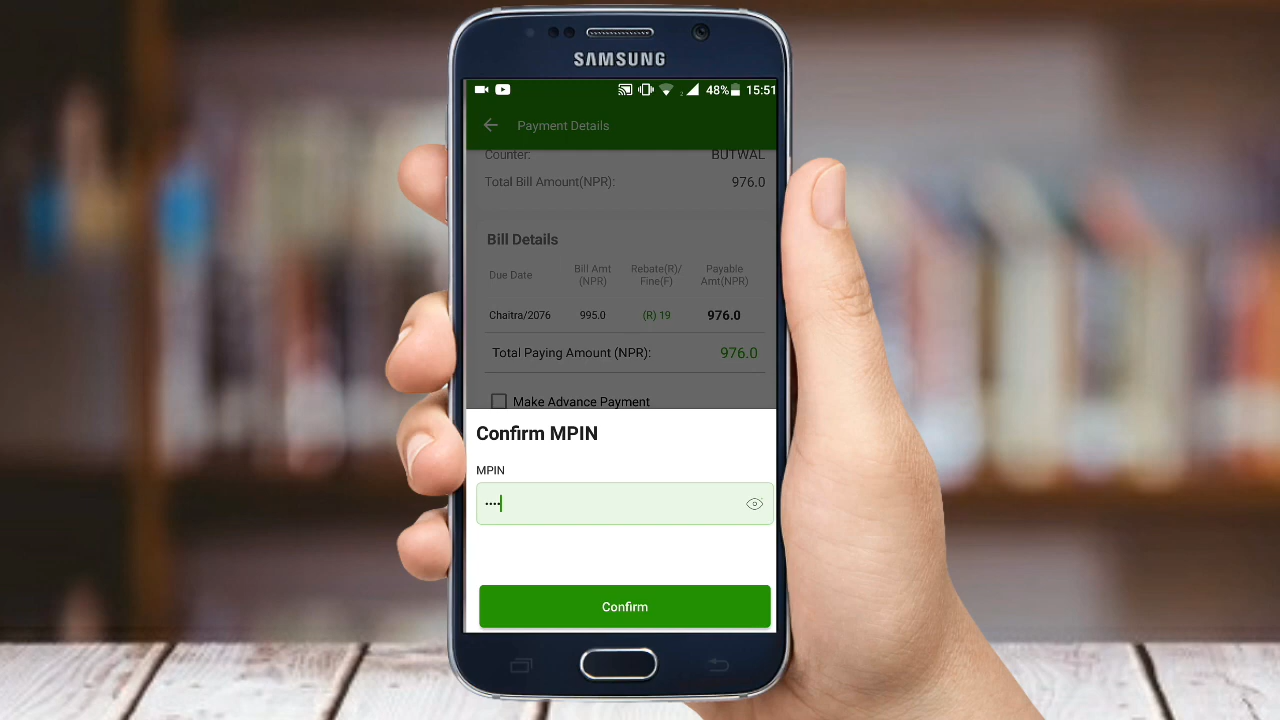 SAMSUNG
2 48% 15:51
Payment Details
Counter: BUTWAL
Total Bill Amount(NPR): 976.0
Bill Details
Due Date Bill Amt (NPR) Rebate(R)/ Fine(F) Payable Amt(NPR)
Chaitra/2076 995.0 (R) 19 976.0
Total Paying Amount (NPR): 976.0
Make Advance Payment
Confirm MPIN
MPIN
••••
Confirm